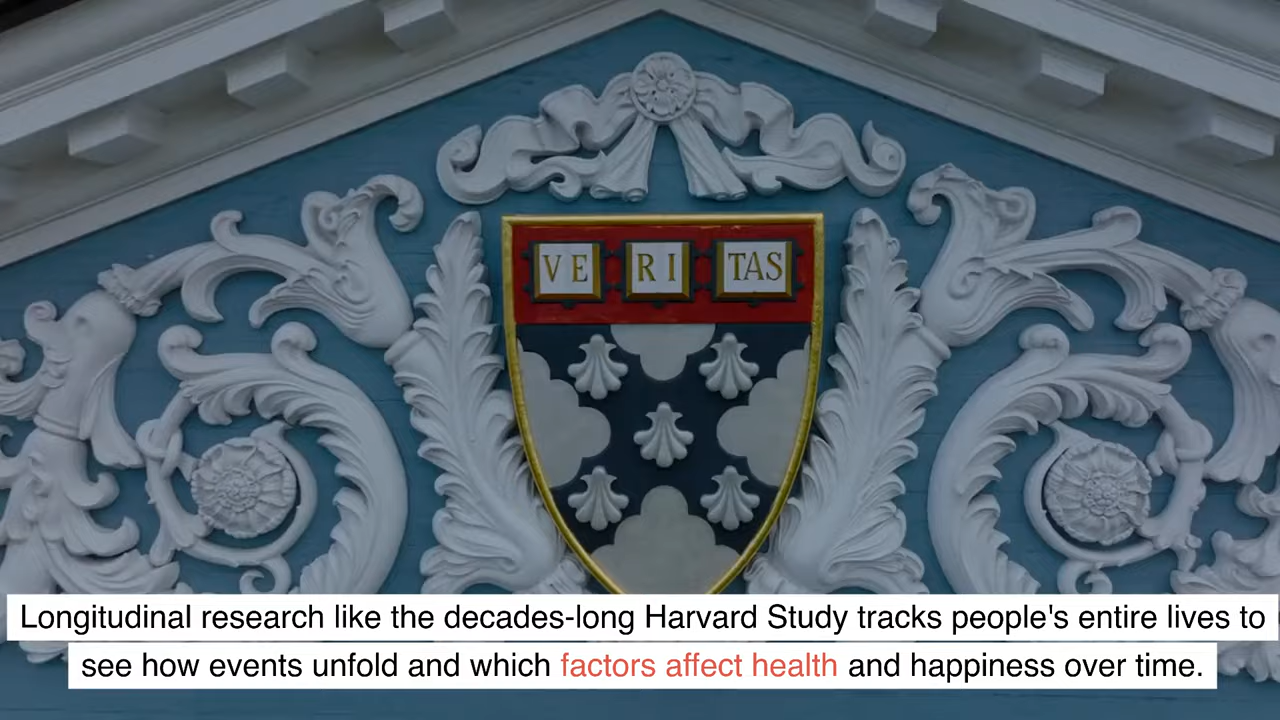 VE RI TAS
Longitudinal research like the decades-long Harvard Study tracks people's entire lives to
see how events unfold and which factors affect health and happiness over time.